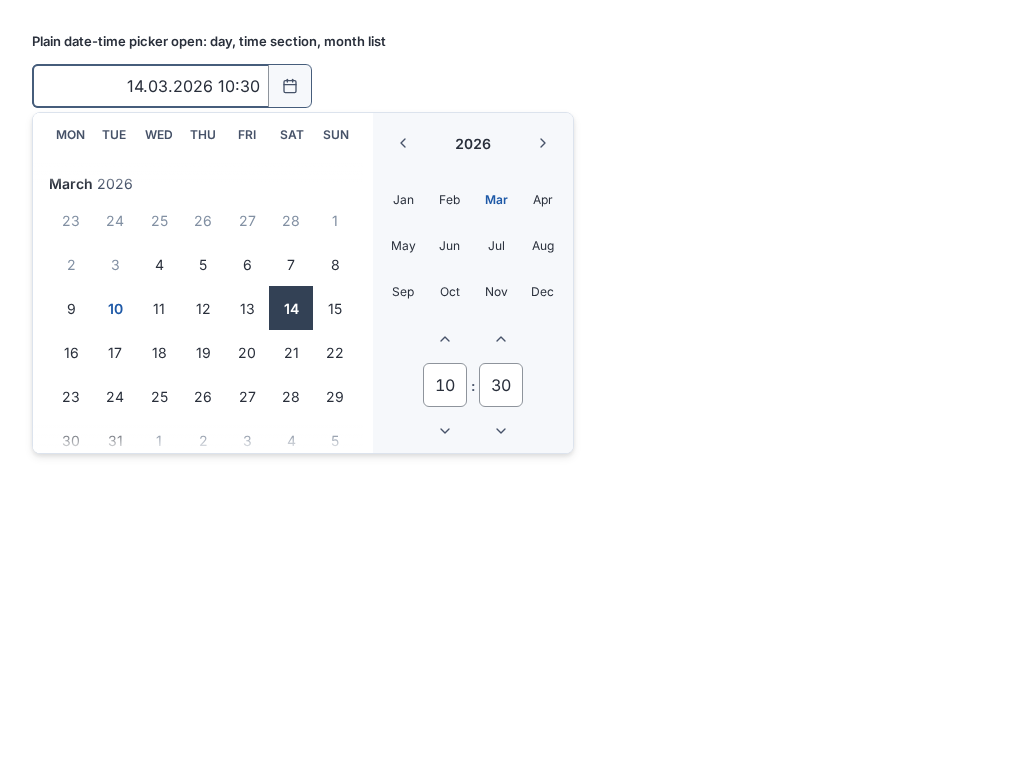 Plain date-time picker open: day, time section, month list
14.03.2026 10:30
MON TUE WED THU FRI SAT SUN
March 2026
23 24 25 26 27 28 1
2 3 4 5 6 7 8
9 10 11 12 13 14 15
16 17 18 19 20 21 22
23 24 25 26 27 28 29
30 31 1 2 3 4 5
2026
Jan Feb Mar Apr
May Jun Jul Aug
Sep Oct Nov Dec
10 : 30